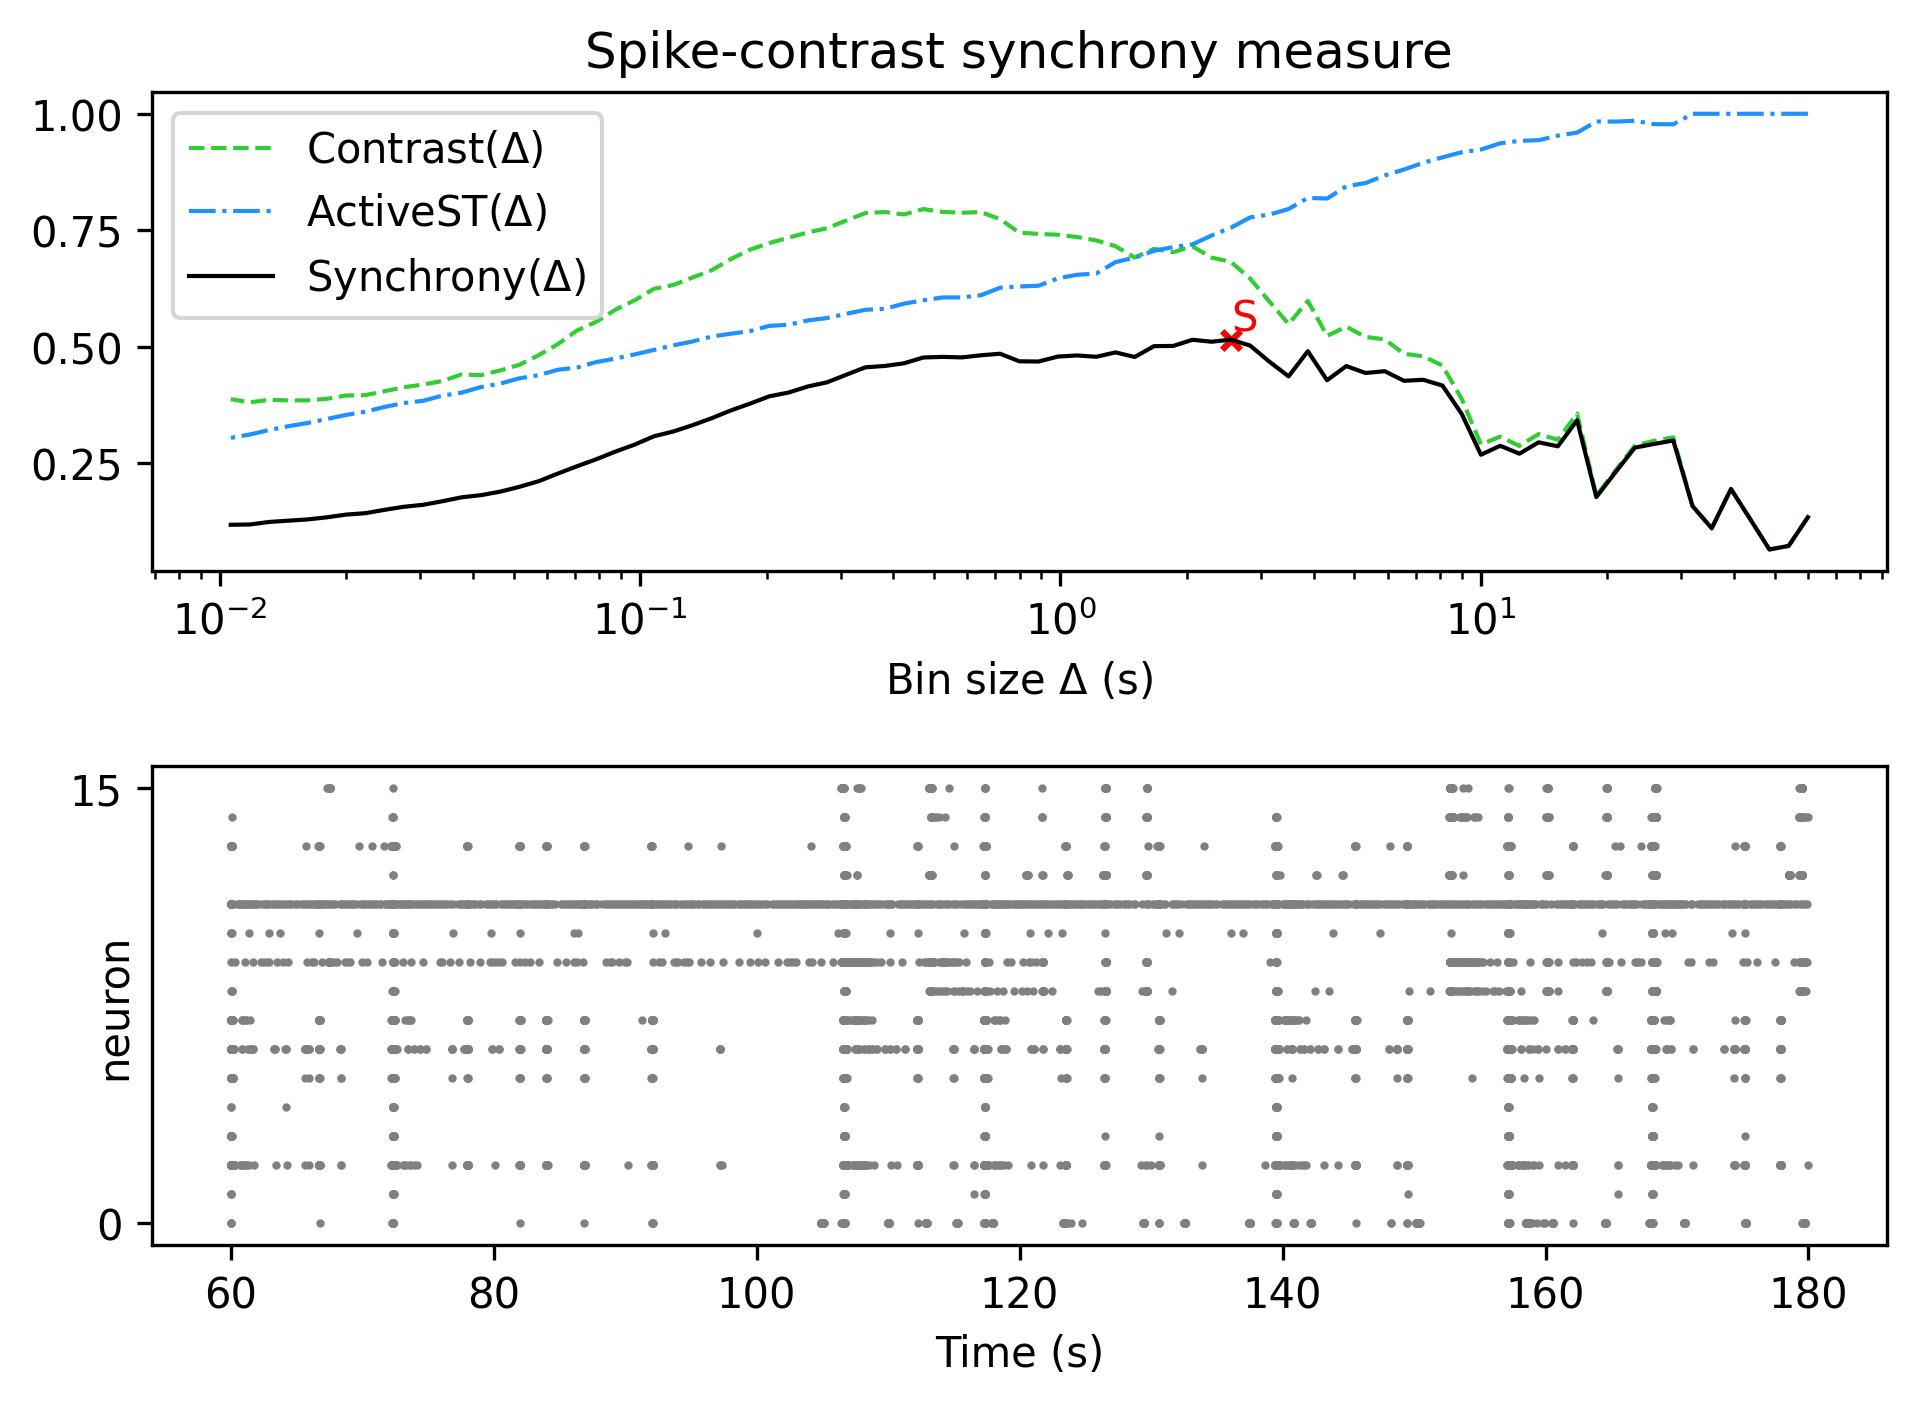 Spike-contrast synchrony measure
1.00
0.75
0.50
0.25
Contrast(Δ)
ActiveST(Δ)
Synchrony(Δ)
S
10⁻² 10⁻¹ 10⁰ 10¹
Bin size Δ (s)
15
0
neuron
60 80 100 120 140 160 180
Time (s)